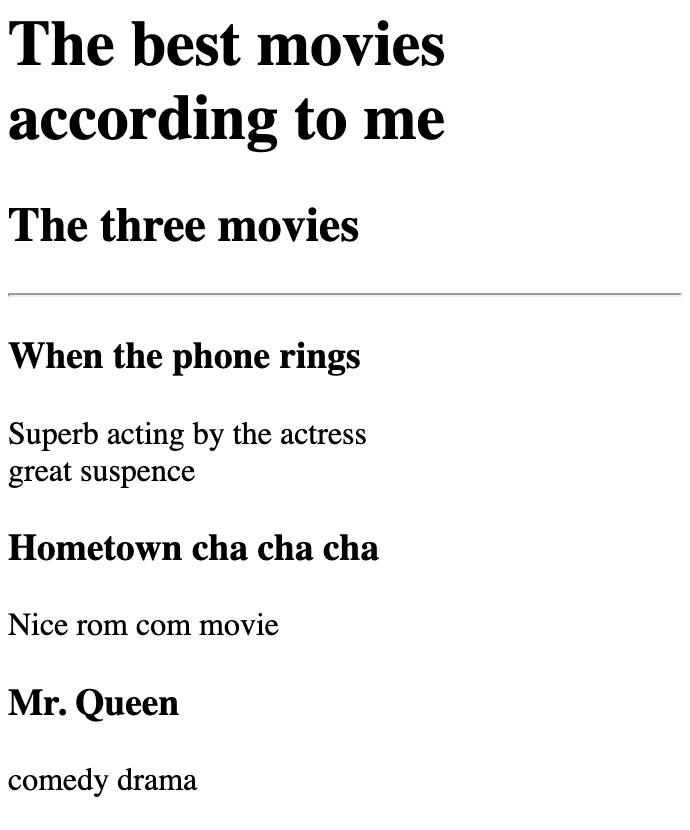 The best movies
according to me
The three movies
When the phone rings
Superb acting by the actress
great suspence
Hometown cha cha cha
Nice rom com movie
Mr. Queen
comedy drama